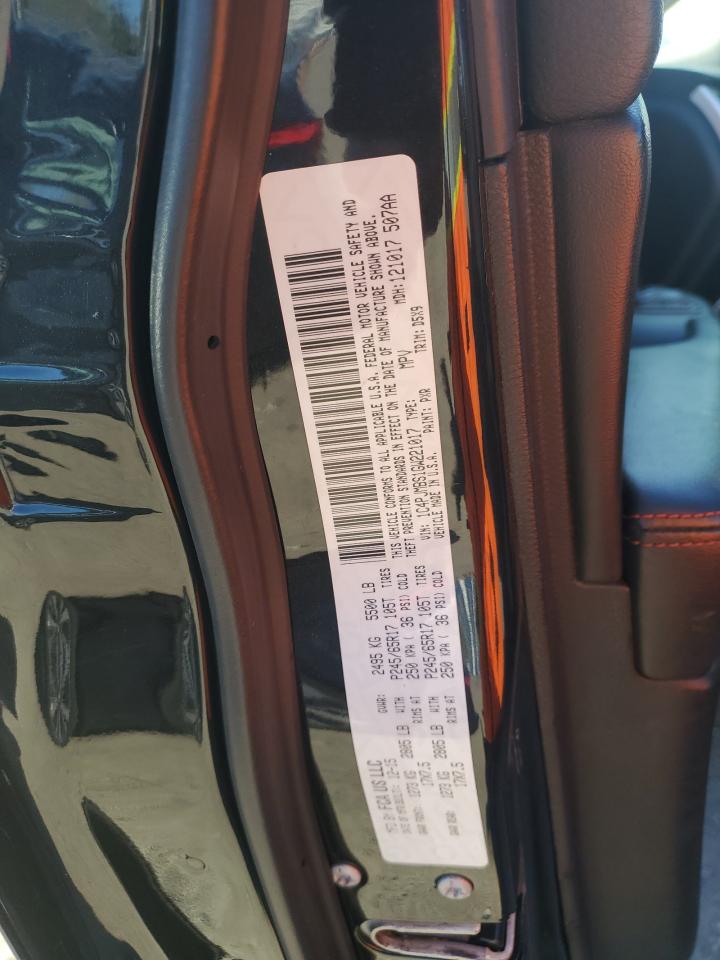 MFD BY FCA US LLC
DATE OF MFR/BUILT: 12-15 GVWR: 2495 KG 5500 LB
GAWR FRONT: 1273 KG 2805 LB WITH P245/65R17 105T TIRES
17X7.5 RIMS AT 250 KPA ( 36 PSI) COLD
GAWR REAR: 1273 KG 2805 LB WITH P245/65R17 105T TIRES
17X7.5 RIMS AT 250 KPA ( 36 PSI) COLD
THIS VEHICLE CONFORMS TO ALL APPLICABLE U.S.A. FEDERAL MOTOR VEHICLE SAFETY AND
THEFT PREVENTION STANDARDS IN EFFECT ON THE DATE OF MANUFACTURE SHOWN ABOVE.
VIN: 1C4PJMBS1GW221017 TYPE: MPV MDH:121017 507AA
VEHICLE MADE IN U.S.A. PAINT: PXR TRIM: D5X9